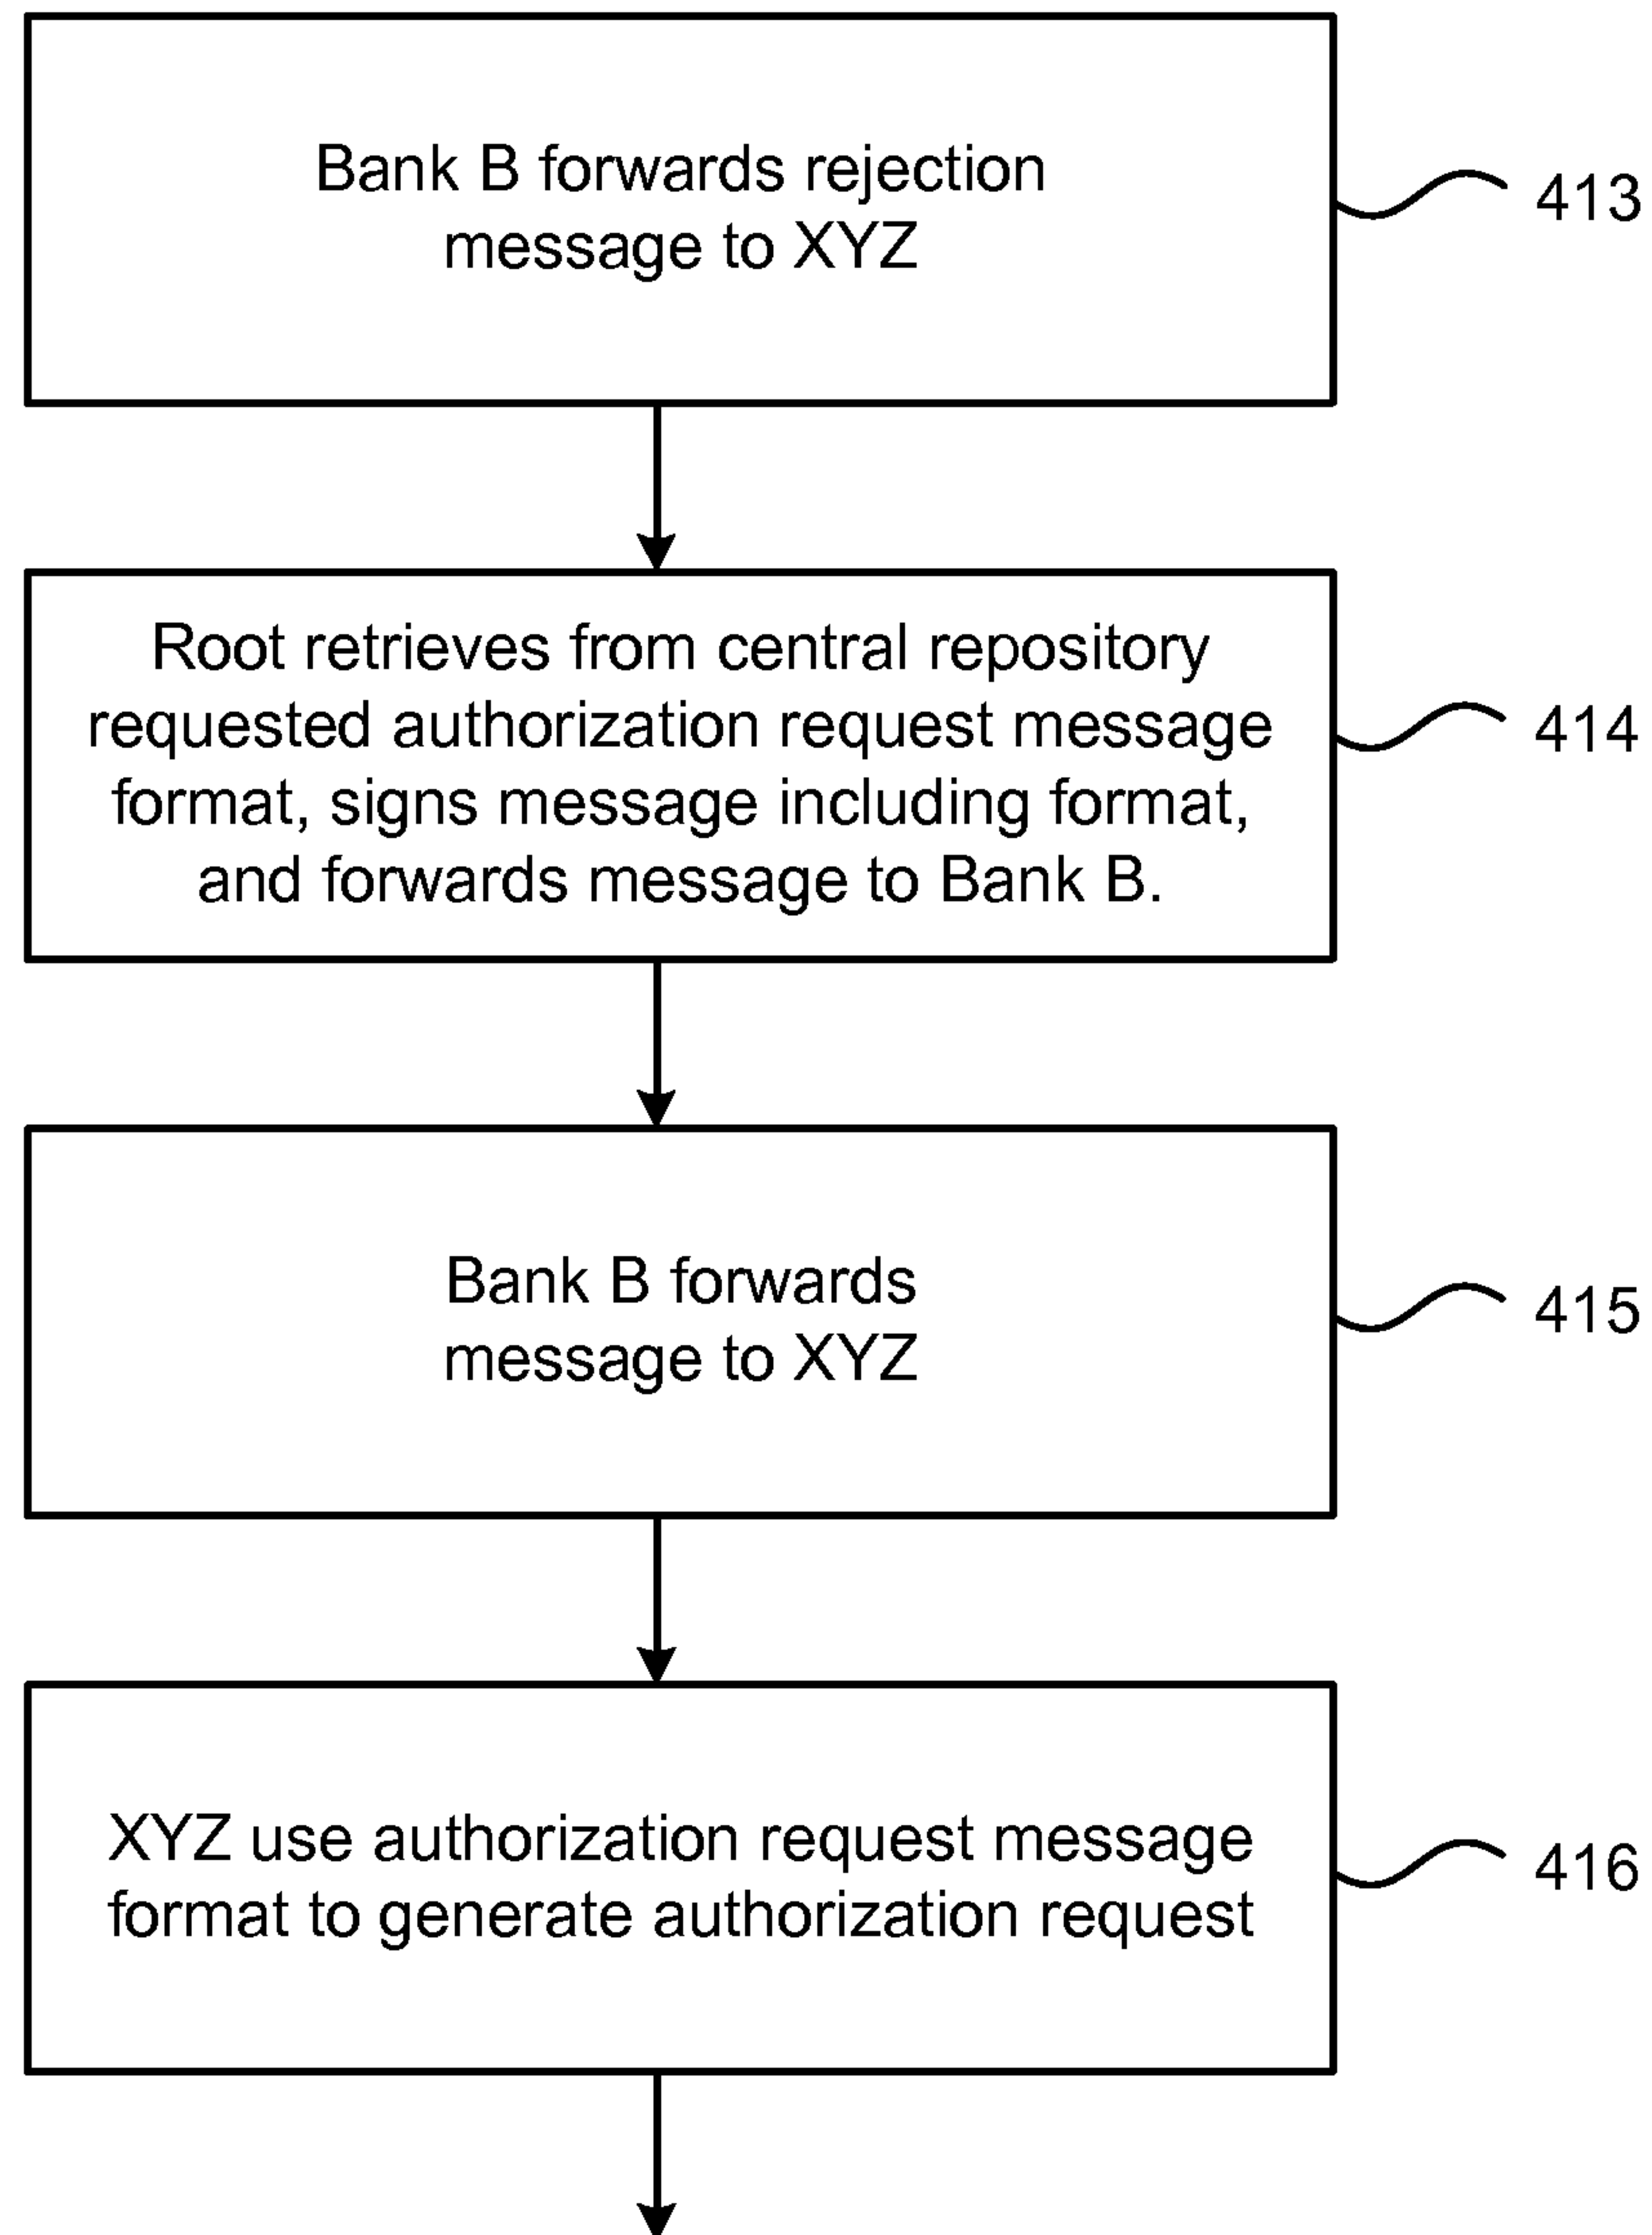 Bank B forwards rejection
message to XYZ
413
Root retrieves from central repository
requested authorization request message
format, signs message including format,
and forwards message to Bank B.
414
Bank B forwards
message to XYZ
415
XYZ use authorization request message
format to generate authorization request
416